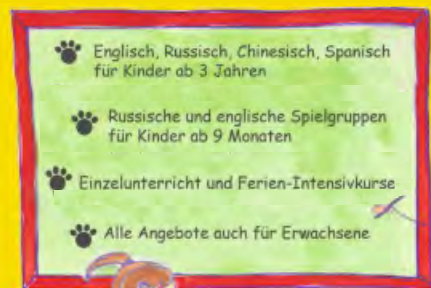 Englisch, Russisch, Chinesisch, Spanisch
für Kinder ab 3 Jahren
Russische und englische Spielgruppen
für Kinder ab 9 Monaten
Einzelunterricht und Ferien-Intensivkurse
Alle Angebote auch für Erwachsene